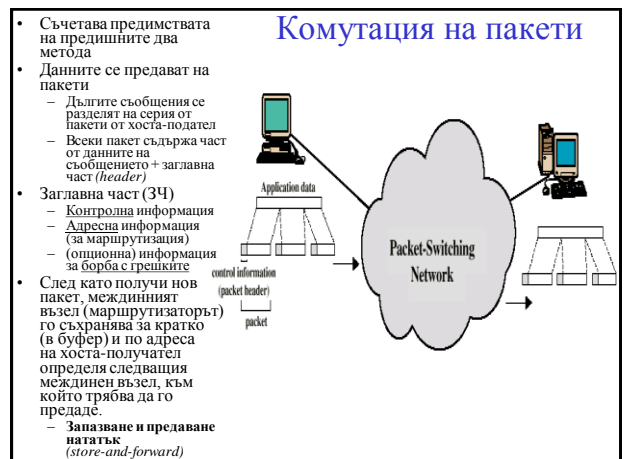 Комутация на пакети
• Съчетава предимствата
на предишните два
метода
• Данните се предават на
пакети
– Дългите съобщения се
разделят на серия от
пакети от хоста-подател
– Всеки пакет съдържа част
от данните на
съобщението + заглавна
част (header)
• Заглавна част (ЗЧ)
– Контролна информация
– Адресна информация
(за маршрутизация)
– (опционна) информация
за борба с грешките
• След като получи нов
пакет, междинният
възел (маршрутизаторът)
го съхранява за кратко
(в буфер) и по адреса
на хоста-получател
определя следващия
междинен възел, към
който трябва да го
предаде.
– Запазване и предаване
нататък
(store-and-forward)
Application data
control information
(packet header)
packet
Packet-Switching
Network